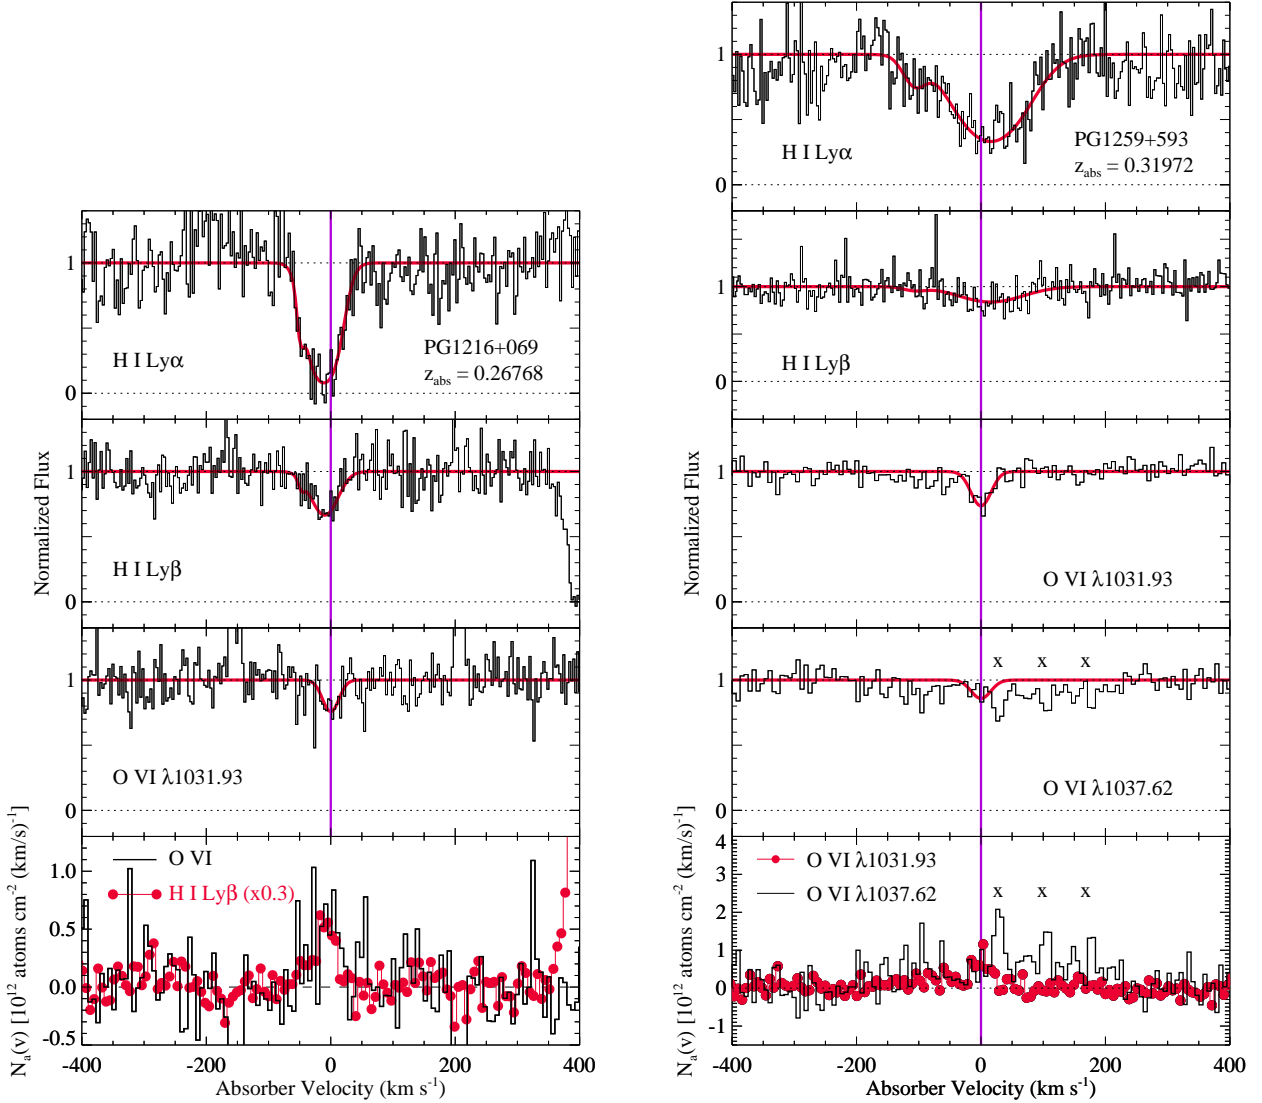 1
0
H I Lyα
PG1216+069
z_abs = 0.26768
1
0
H I Lyβ
Normalized Flux
1
0
O VI λ1031.93
1.0
0.5
0.0
-0.5
O VI
H I Lyβ (x0.3)
N_a(v) [10^12 atoms cm^-2 (km/s)^-1]
-400 -200 0 200 400
Absorber Velocity (km s^-1)
1
0
H I Lyα
PG1259+593
z_abs = 0.31972
1
0
H I Lyβ
Normalized Flux
1
0
O VI λ1031.93
1
0
x x x
O VI λ1037.62
4
3
2
1
0
-1
O VI λ1031.93
O VI λ1037.62
x x x
N_a(v) [10^12 atoms cm^-2 (km/s)^-1]
-400 -200 0 200 400
Absorber Velocity (km s^-1)